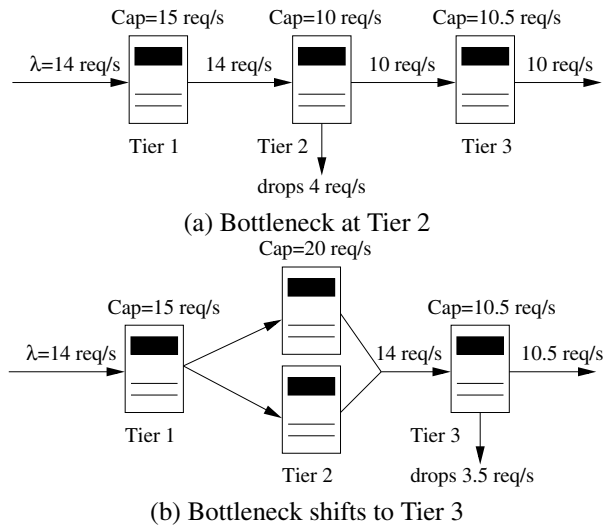 Cap=15 req/s Cap=10 req/s Cap=10.5 req/s
λ=14 req/s 14 req/s 10 req/s 10 req/s
Tier 1 Tier 2 Tier 3
drops 4 req/s
(a) Bottleneck at Tier 2
Cap=20 req/s
Cap=15 req/s Cap=10.5 req/s
λ=14 req/s 14 req/s 10.5 req/s
Tier 1 Tier 3
Tier 2
drops 3.5 req/s
(b) Bottleneck shifts to Tier 3